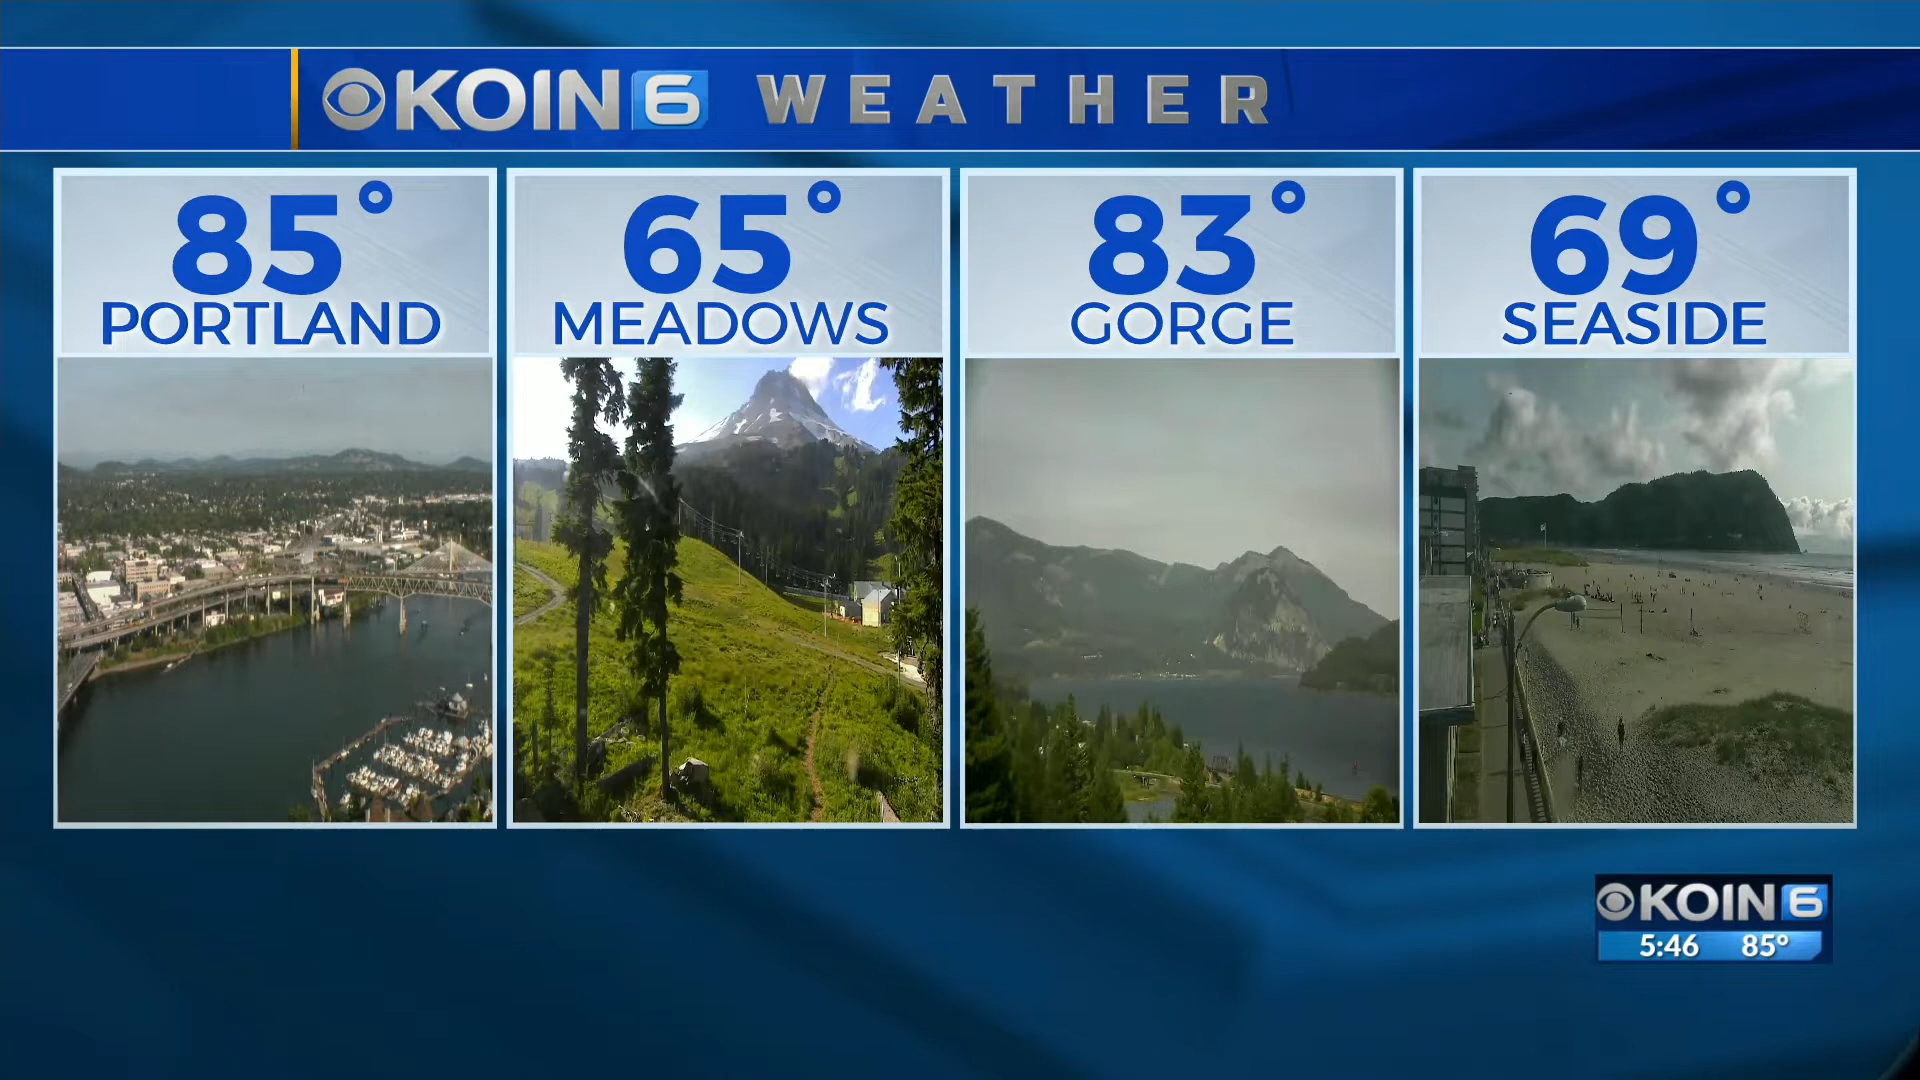 KOIN 6 WEATHER
85°
PORTLAND
65°
MEADOWS
83°
GORGE
69°
SEASIDE
KOIN 6
5:46 85°